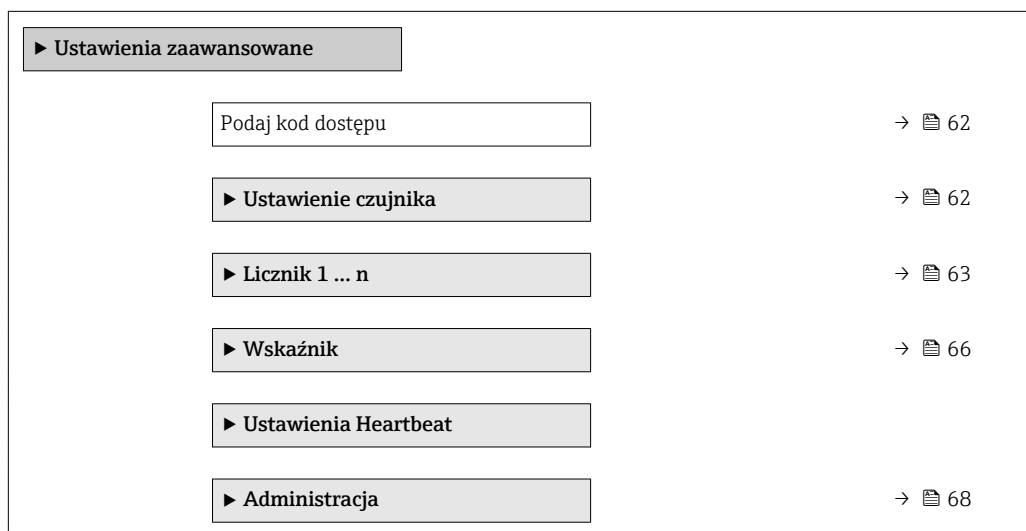 ► Ustawienia zaawansowane
Podaj kod dostępu → 62
► Ustawienie czujnika → 62
► Licznik 1 ... n → 63
► Wskaźnik → 66
► Ustawienia Heartbeat
► Administracja → 68